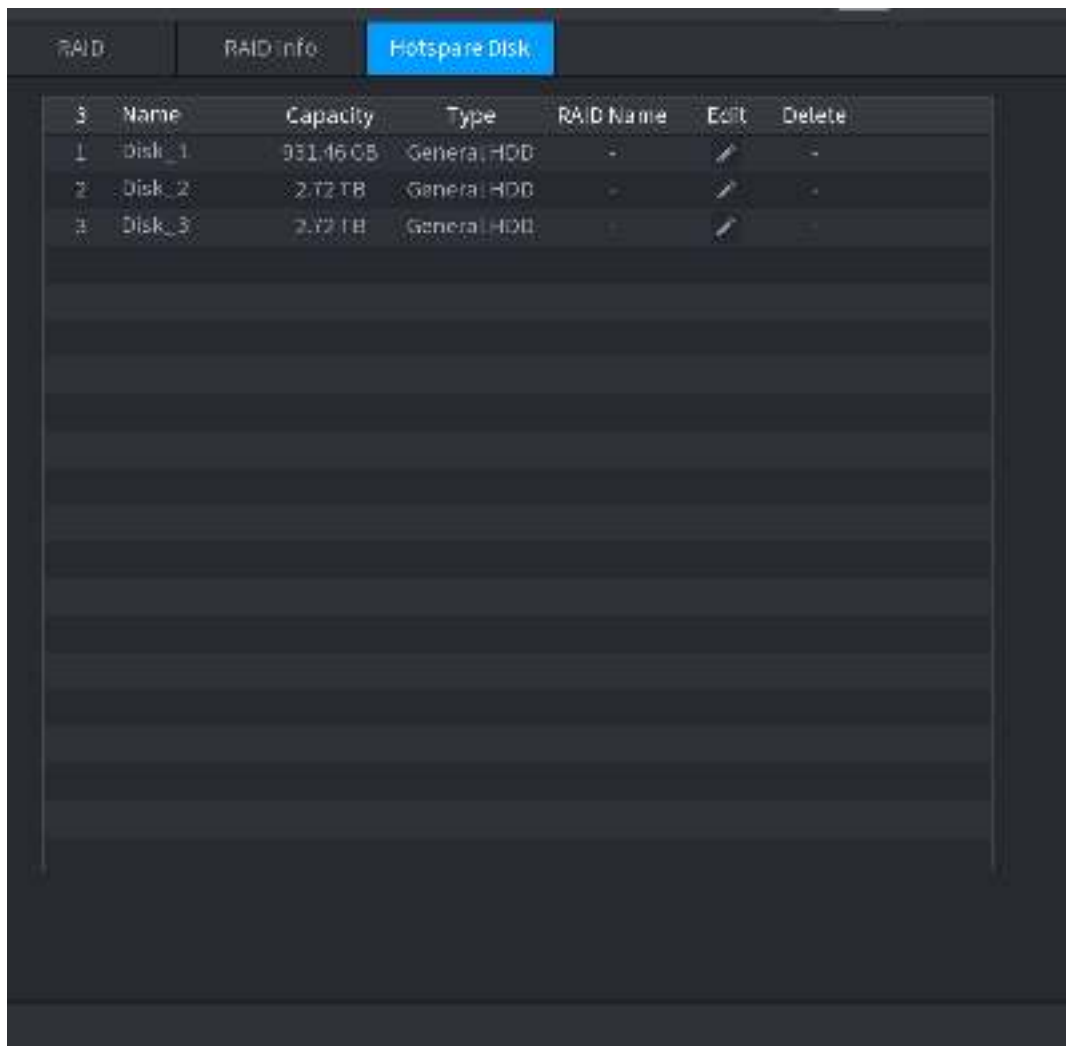 RAID RAID Info Hotspare Disk
3 Name Capacity Type RAID Name Edit Delete
1 Disk_1 931.46 GB General HDD - -
2 Disk_2 2.72 TB General HDD - -
3 Disk_3 2.72 TB General HDD - -